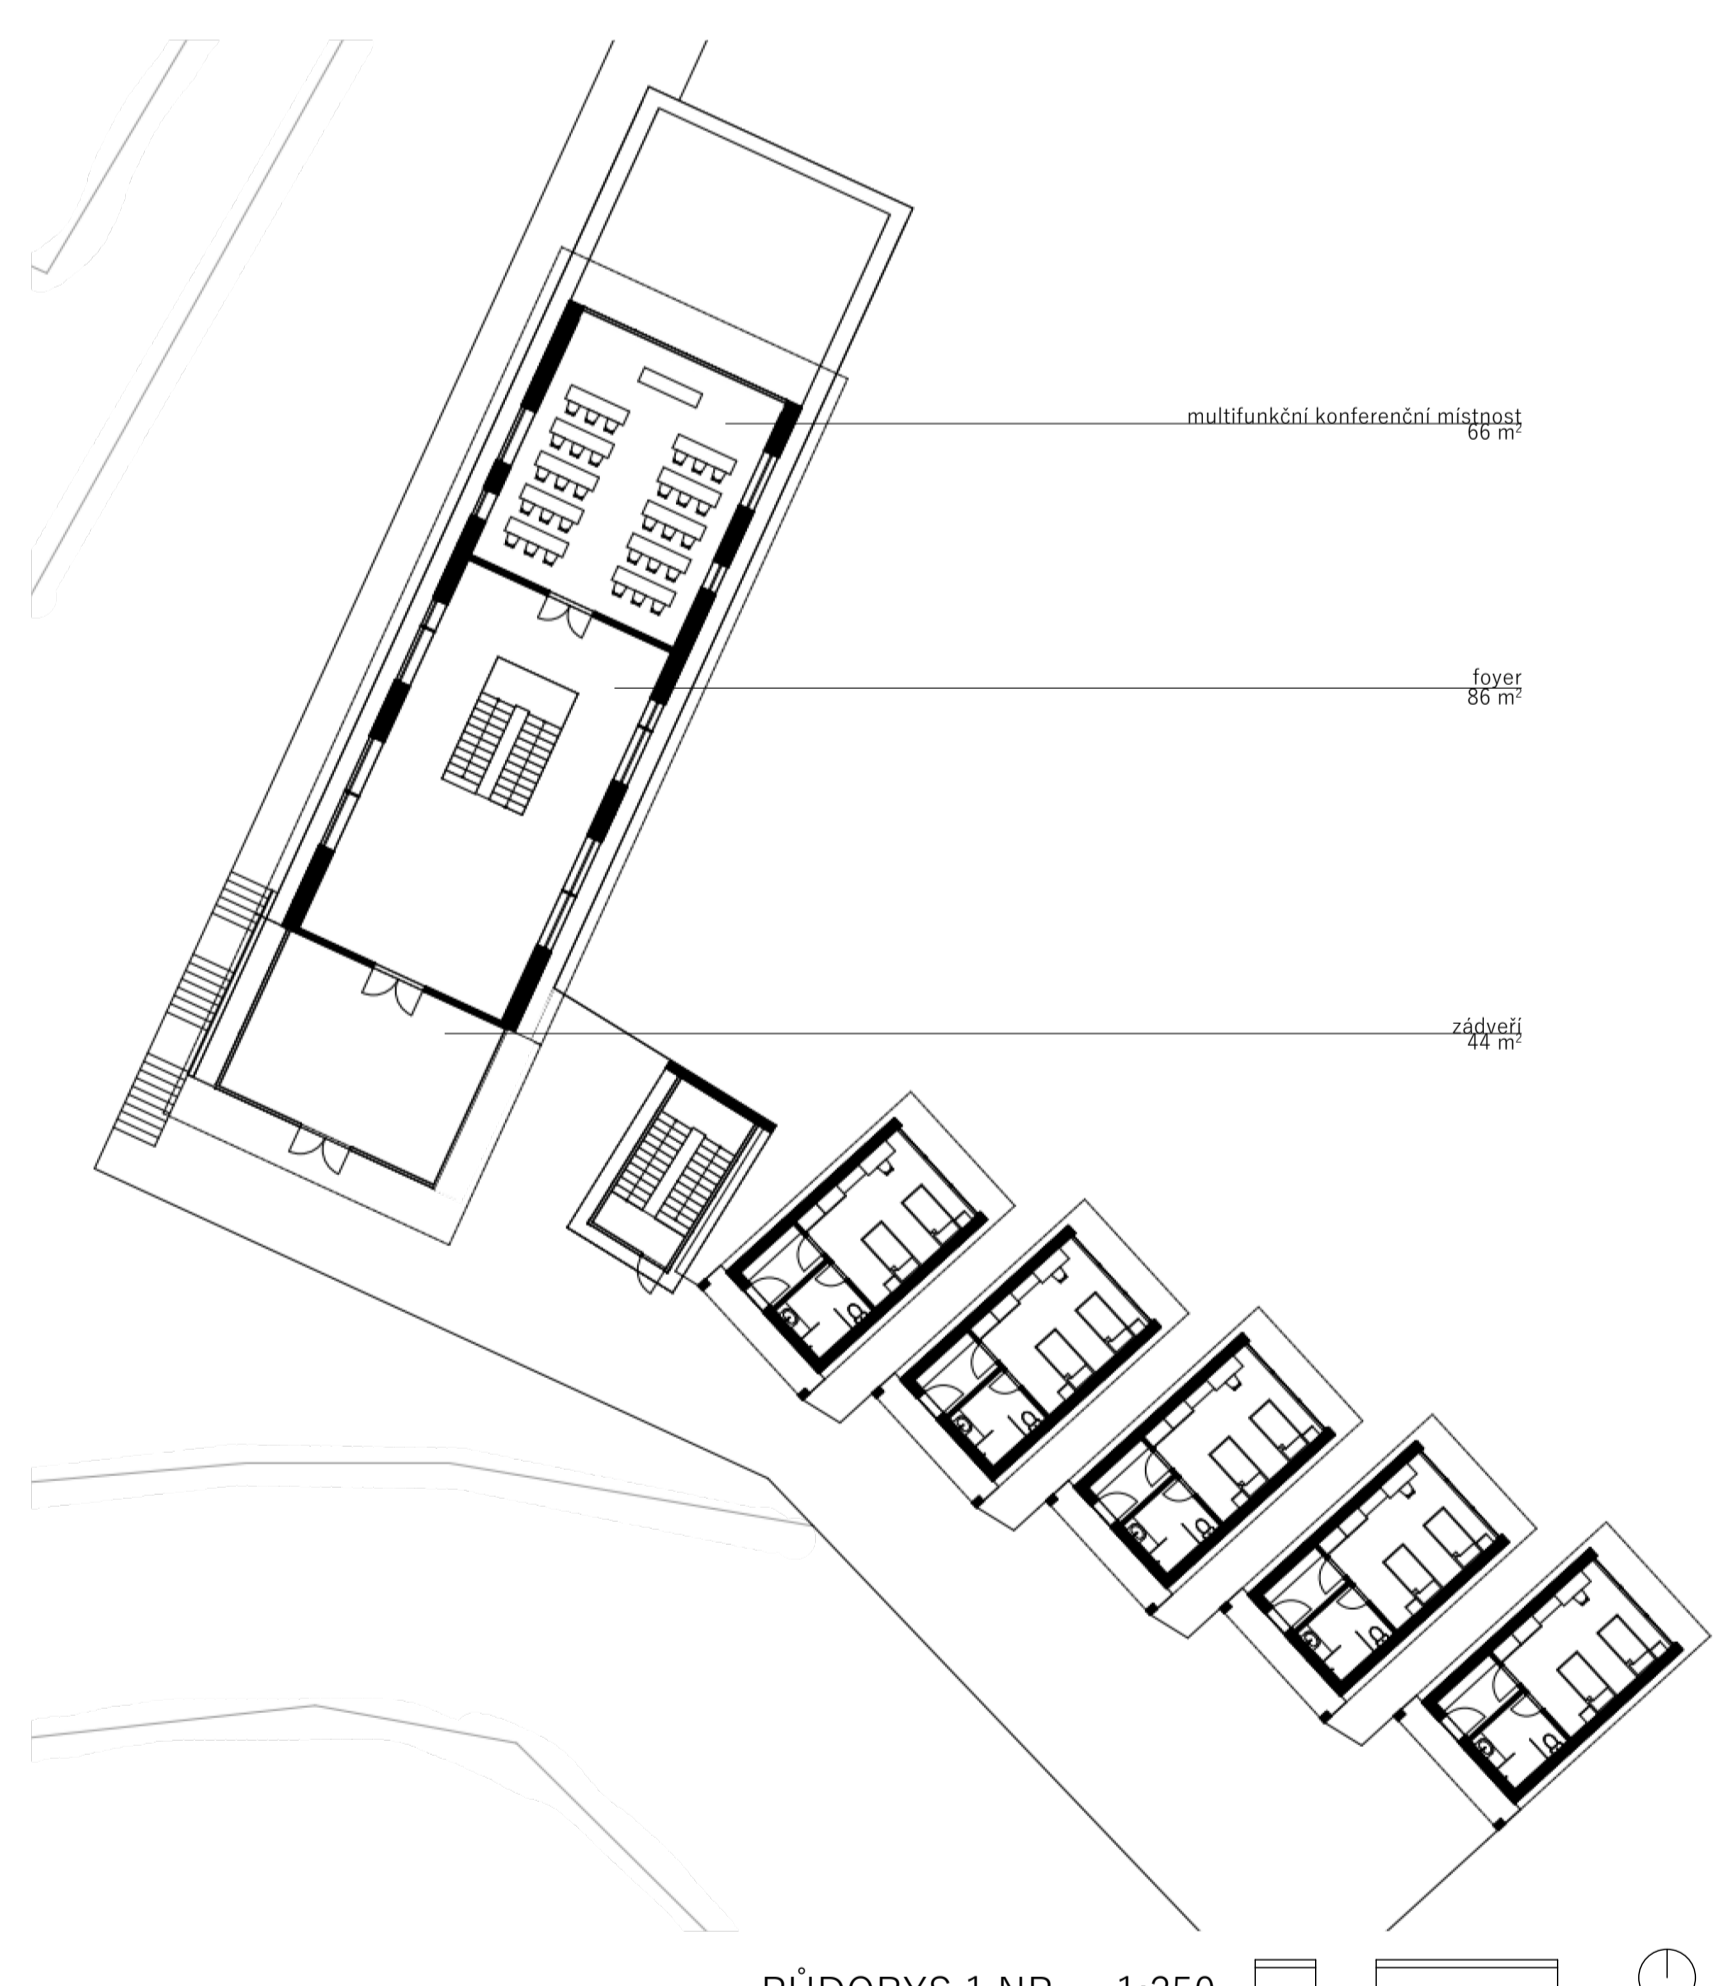 multifunkční konferenční místnost
66 m²
foyer
86 m²
zádveří
44 m²
PŮDORYS 1.NP 1:250